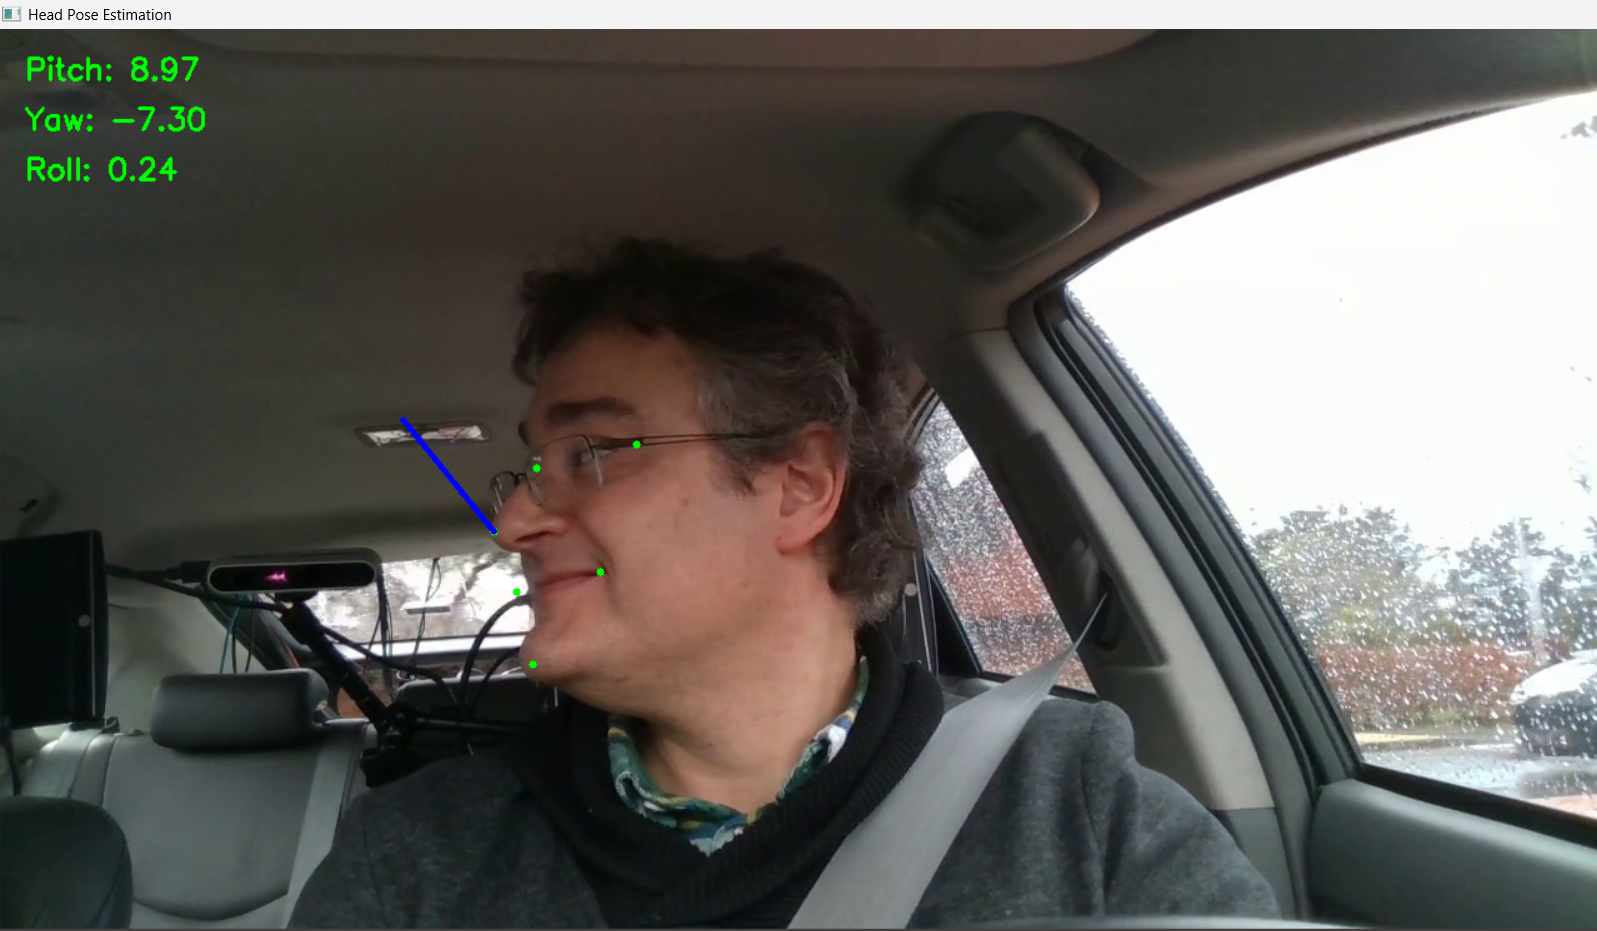 Head Pose Estimation
Pitch: 8.97
Yaw: -7.30
Roll: 0.24